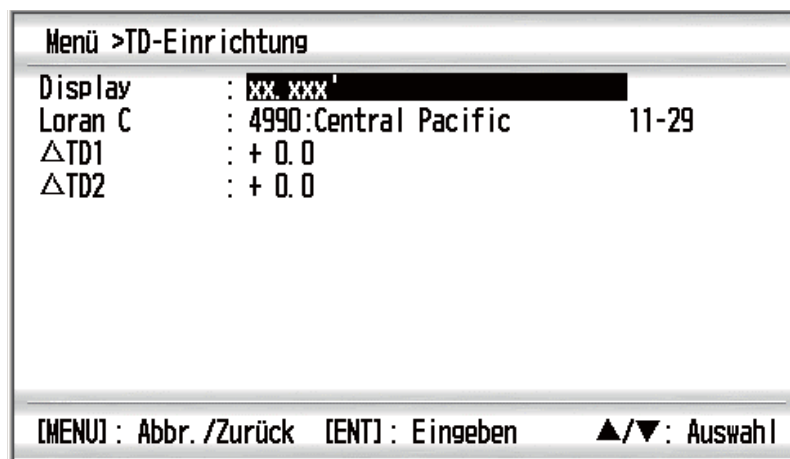 Menü >TD-Einrichtung
Display : xx.xxx'
Loran C : 4990:Central Pacific 11-29
△TD1 : + 0.0
△TD2 : + 0.0
[MENU] : Abbr./Zurück [ENT] : Eingeben ▲/▼: Auswahl